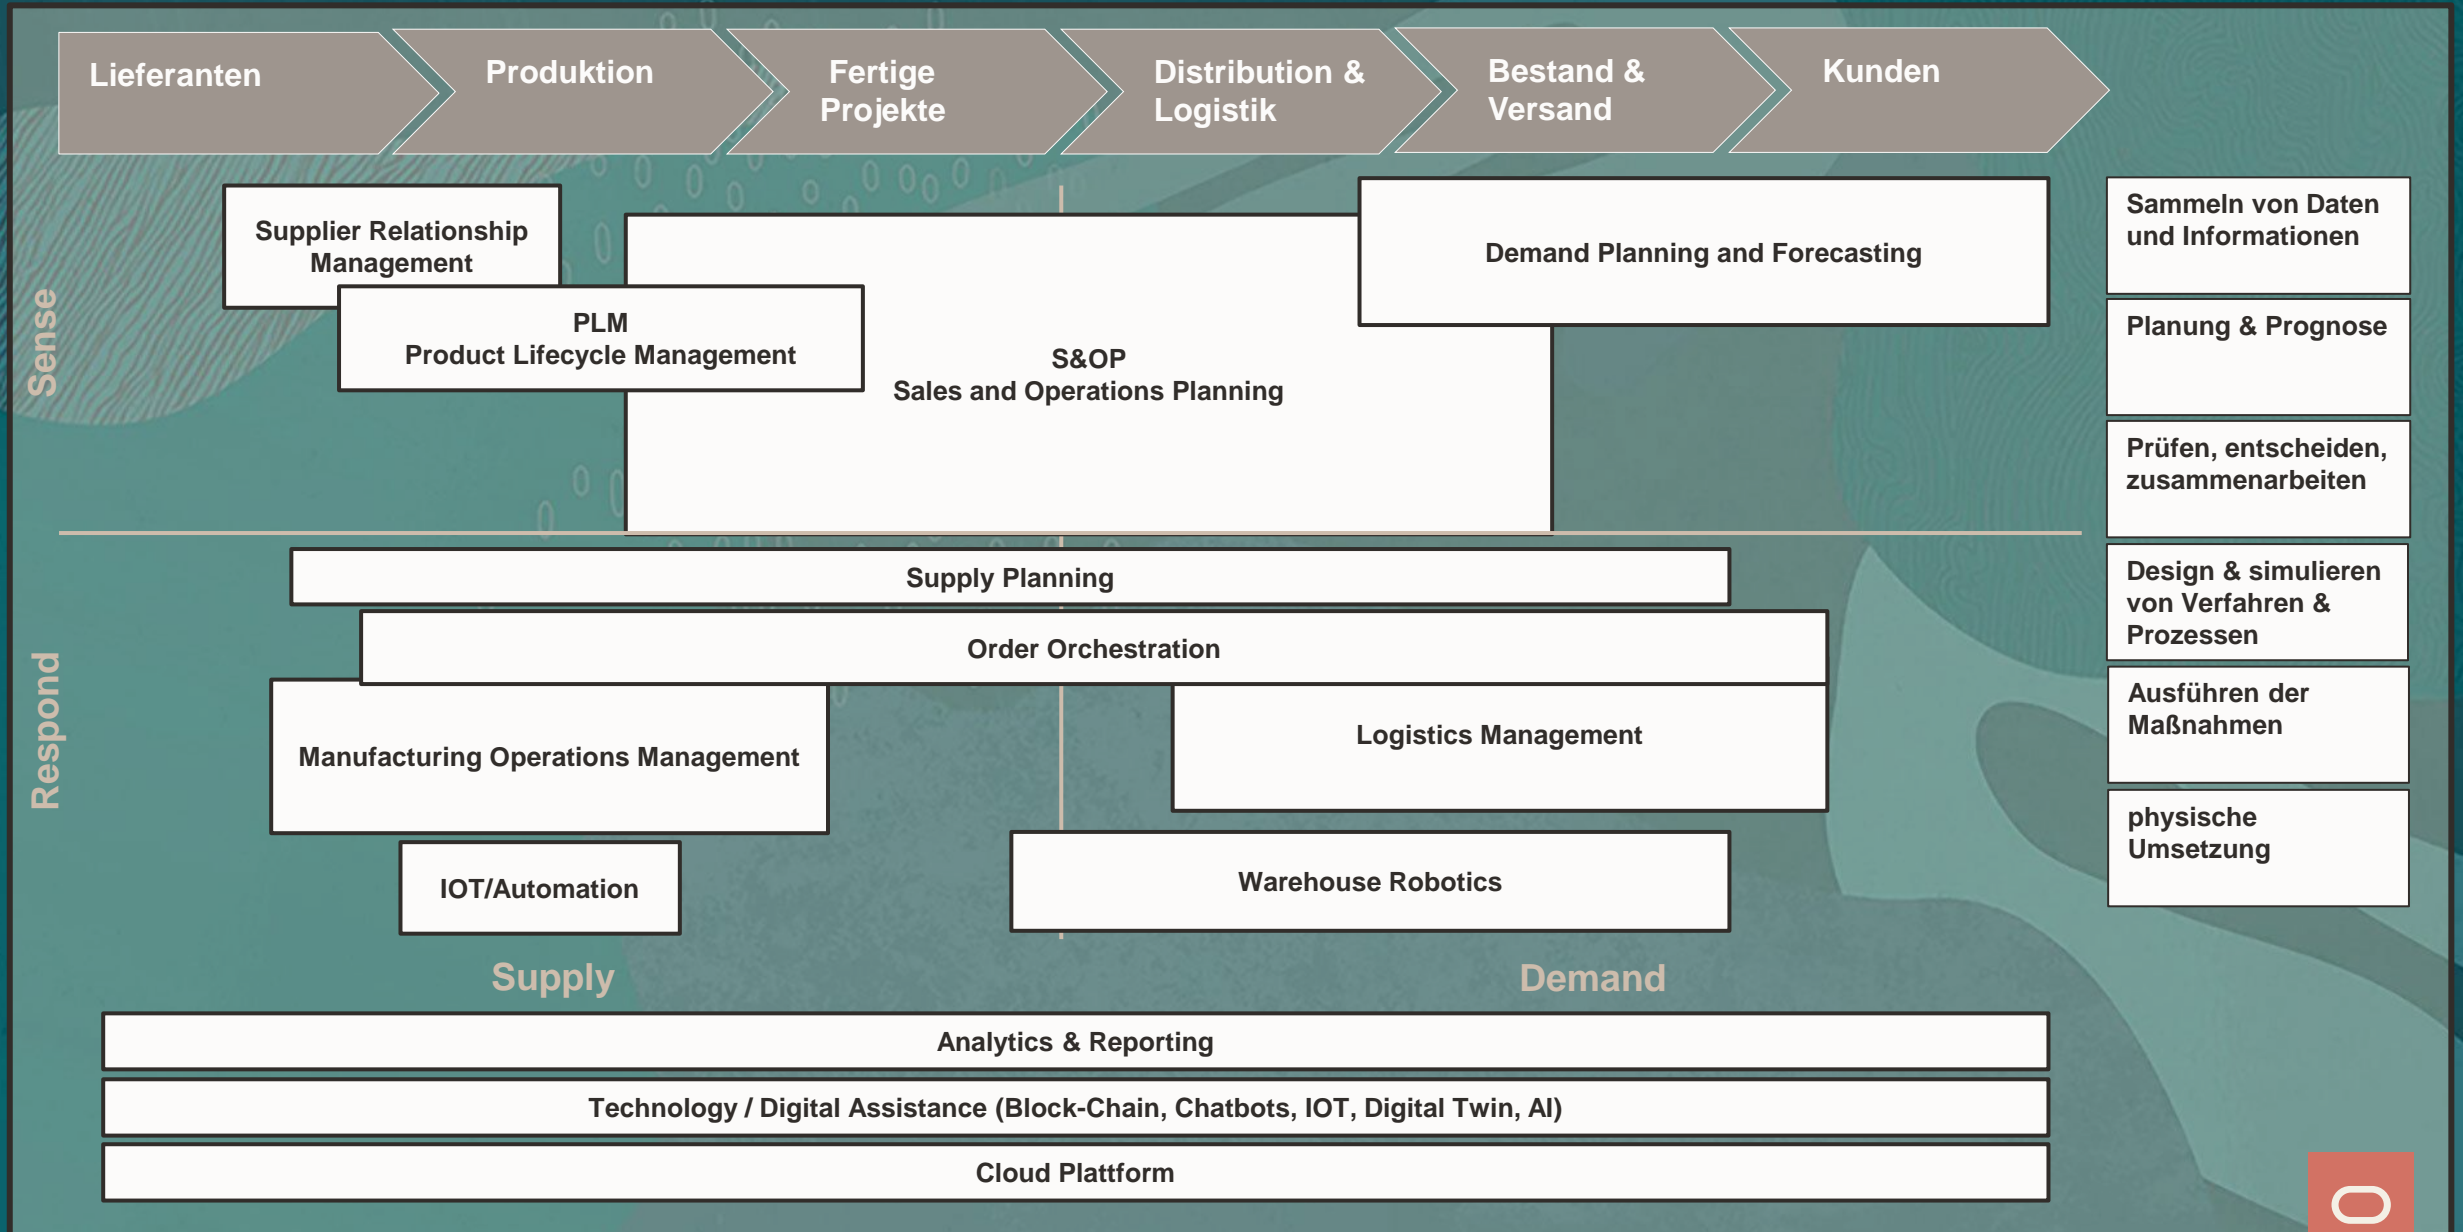 Lieferanten
Produktion
Fertige
Projekte
Distribution &
Logistik
Bestand &
Versand
Kunden
Sense
Supplier Relationship
Management
PLM
Product Lifecycle Management
S&OP
Sales and Operations Planning
Demand Planning and Forecasting
Respond
Supply Planning
Order Orchestration
Manufacturing Operations Management
Logistics Management
IOT/Automation
Warehouse Robotics
Supply
Demand
Analytics & Reporting
Technology / Digital Assistance (Block-Chain, Chatbots, IOT, Digital Twin, AI)
Cloud Plattform
Sammeln von Daten
und Informationen
Planung & Prognose
Prüfen, entscheiden,
zusammenarbeiten
Design & simulieren
von Verfahren &
Prozessen
Ausführen der
Maßnahmen
physische
Umsetzung